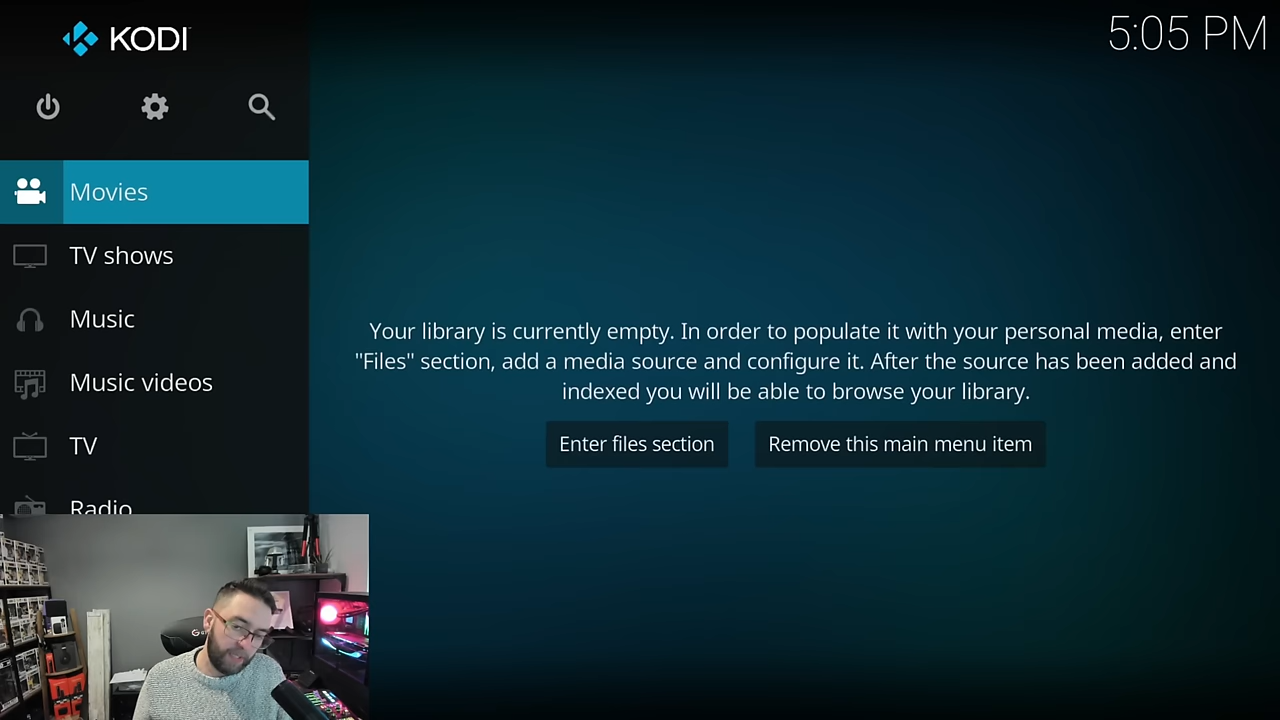 KODI
5:05 PM
Movies
TV shows
Music
Music videos
TV
Radio
Your library is currently empty. In order to populate it with your personal media, enter
"Files" section, add a media source and configure it. After the source has been added and
indexed you will be able to browse your library.
Enter files section
Remove this main menu item